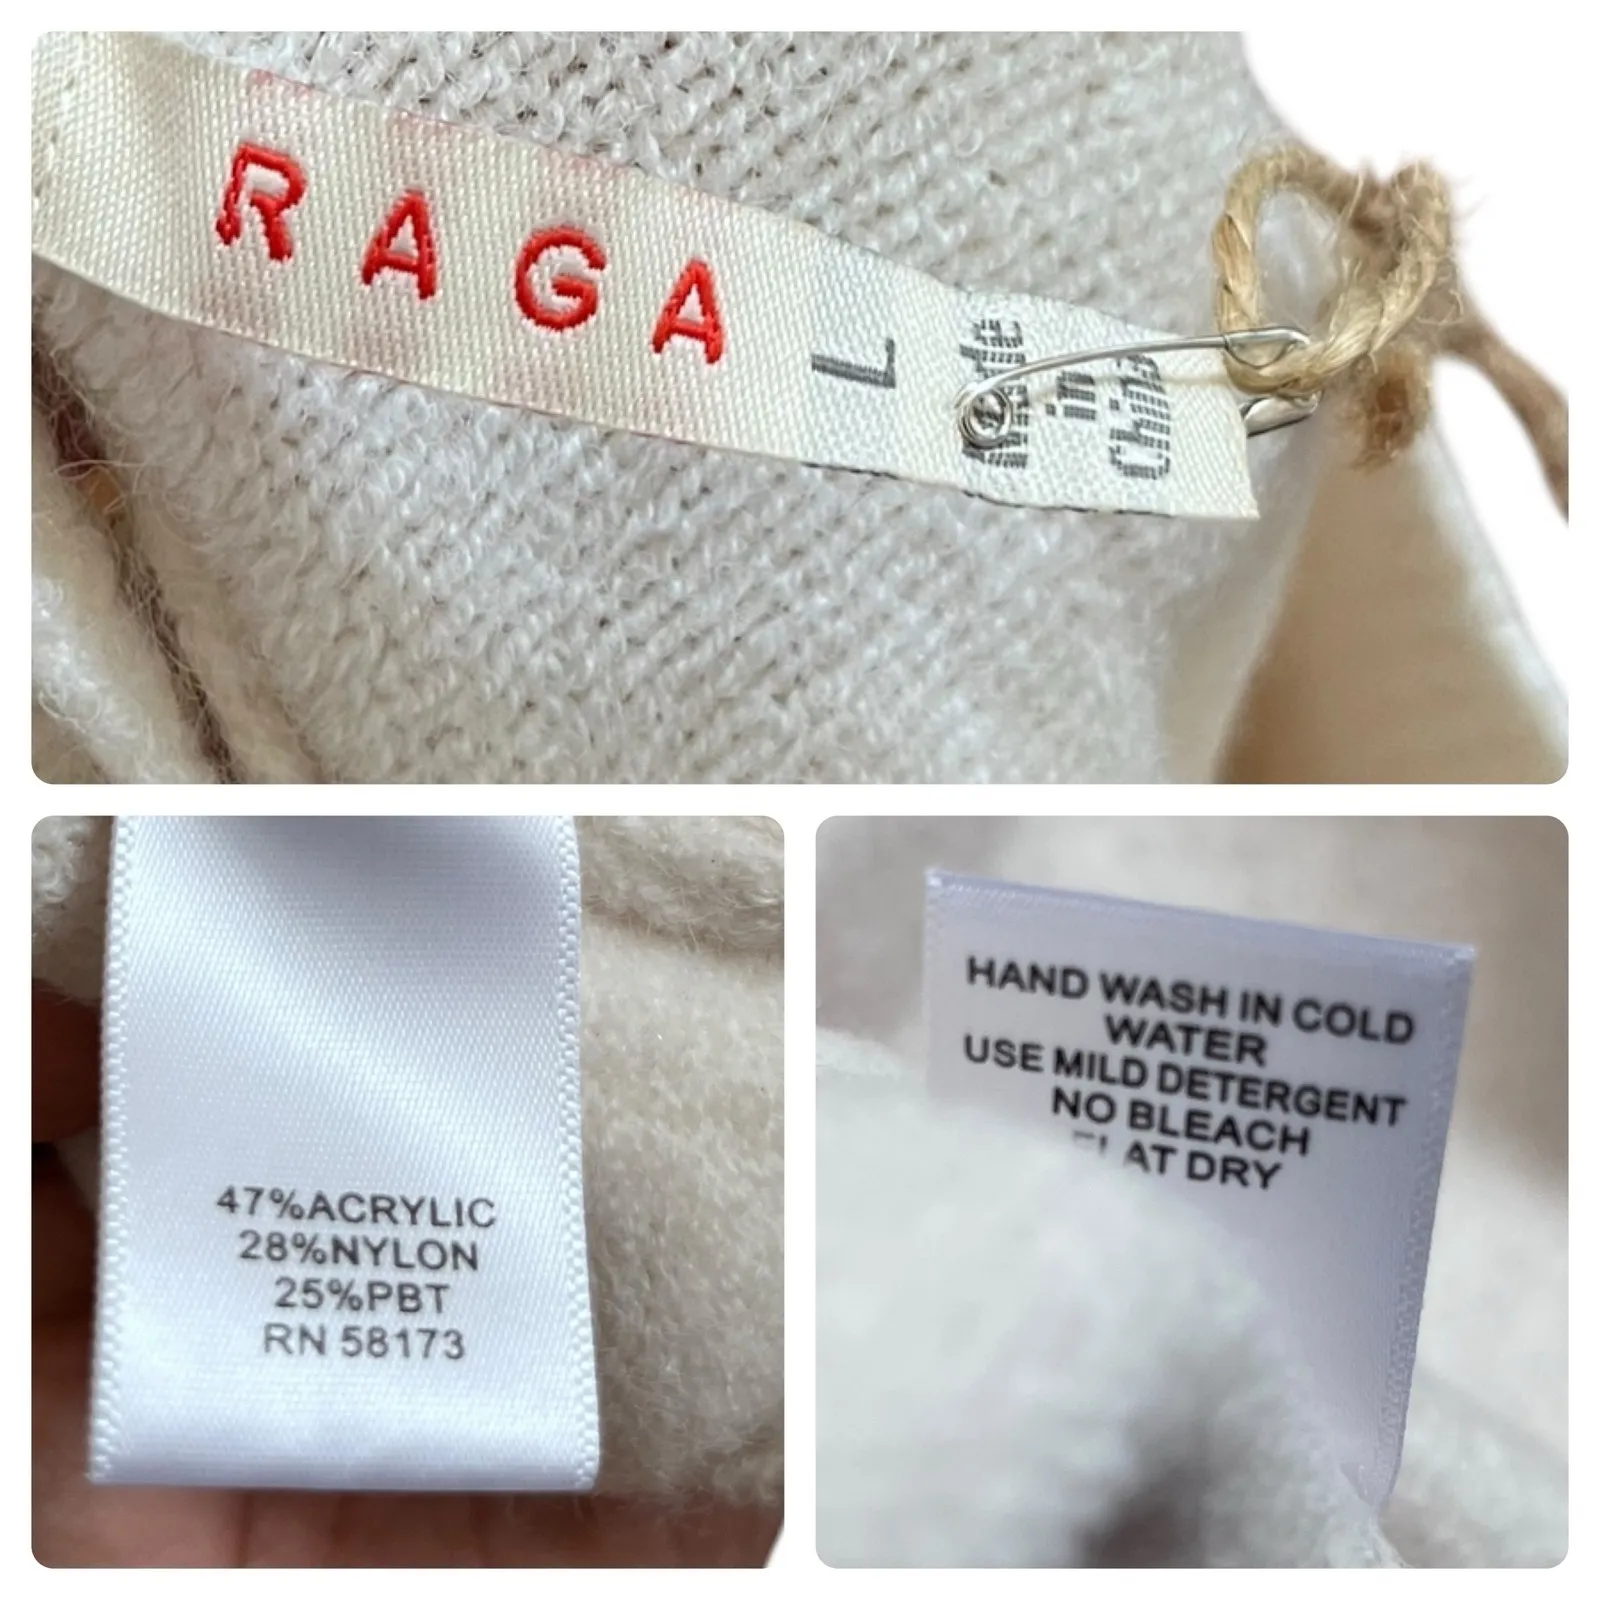 RAGA
L
Made
in
China
47%ACRYLIC
28%NYLON
25%PBT
RN 58173
HAND WASH IN COLD
WATER
USE MILD DETERGENT
NO BLEACH
FLAT DRY